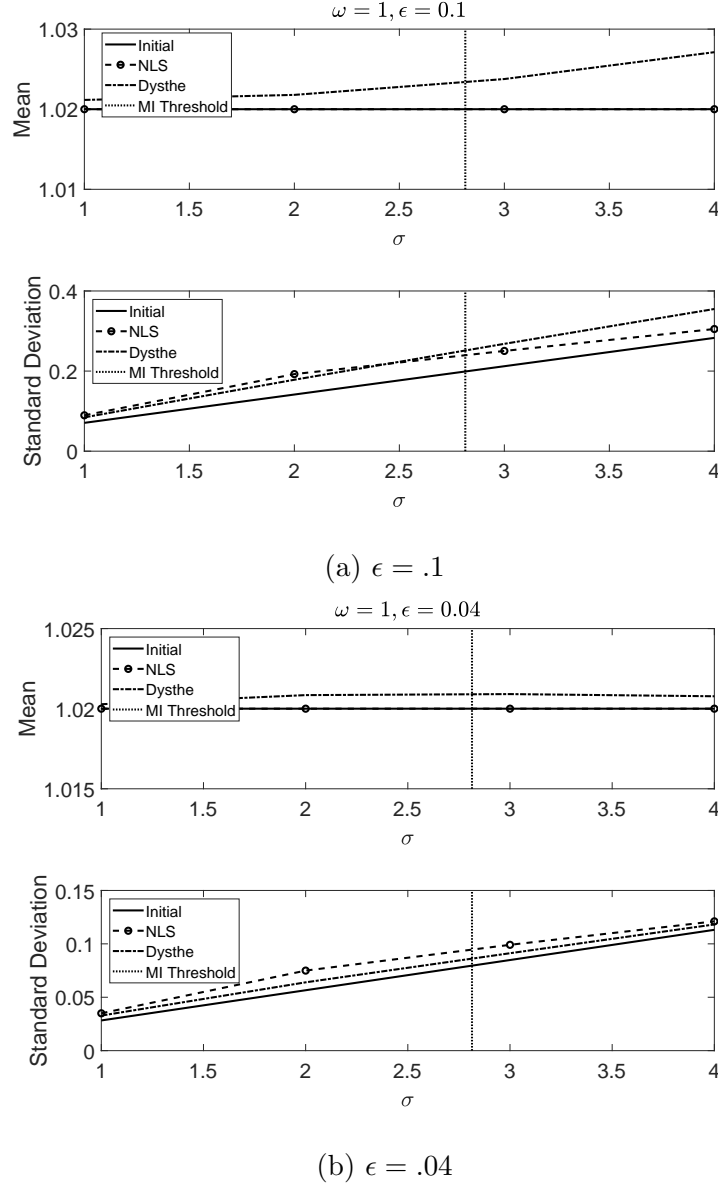 ω = 1, ϵ = 0.1
1.03
1.02
1.01
Mean
Initial
NLS
Dysthe
MI Threshold
1 1.5 2 2.5 3 3.5 4
σ
0.4
0.2
0
Standard Deviation
Initial
NLS
Dysthe
MI Threshold
1 1.5 2 2.5 3 3.5 4
σ
(a) ϵ = .1
ω = 1, ϵ = 0.04
1.025
1.02
1.015
Mean
Initial
NLS
Dysthe
MI Threshold
1 1.5 2 2.5 3 3.5 4
σ
0.15
0.1
0.05
0
Standard Deviation
Initial
NLS
Dysthe
MI Threshold
1 1.5 2 2.5 3 3.5 4
σ
(b) ϵ = .04